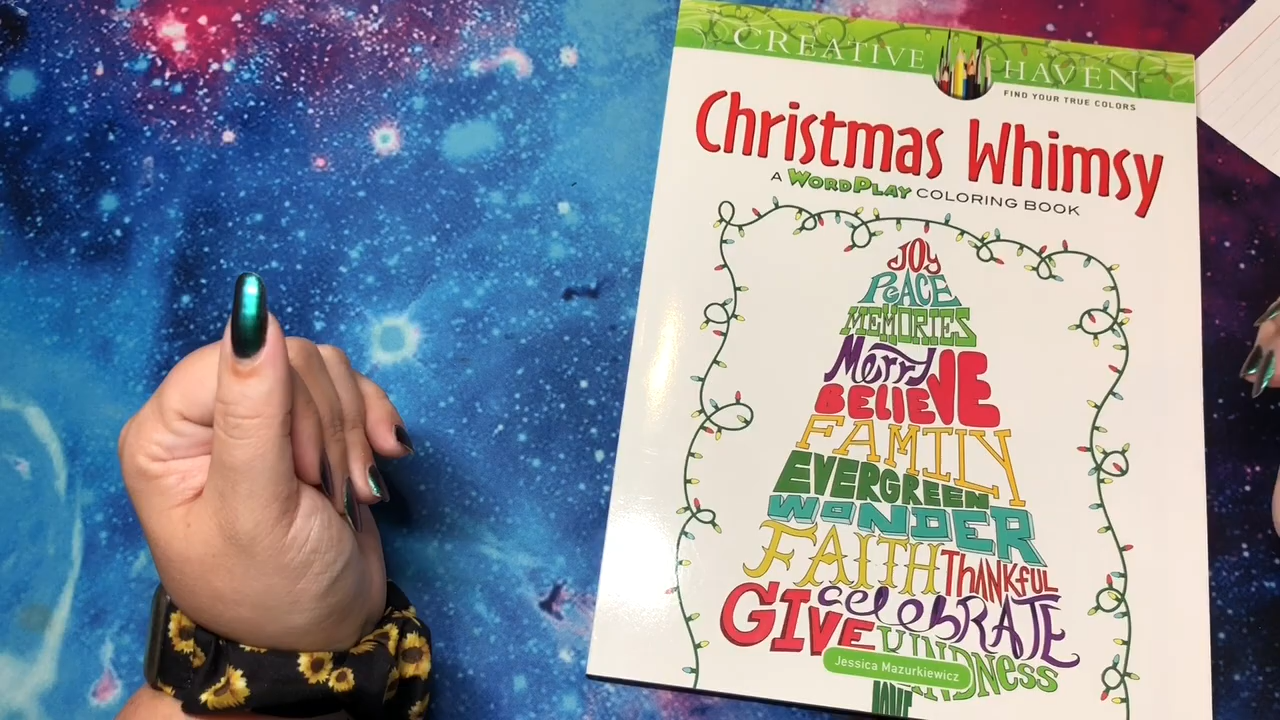 CREATIVE HAVEN
FIND YOUR TRUE COLORS
Christmas Whimsy
A WORDPLAY COLORING BOOK
JOY
PEACE
MEMORIES
Merry
BELIEVE
FAMILY
EVERGREEN
WONDER
FAITH THANKfUL
GIVE celebRATE
KINDNess
Jessica Mazurkiewicz
LOVE